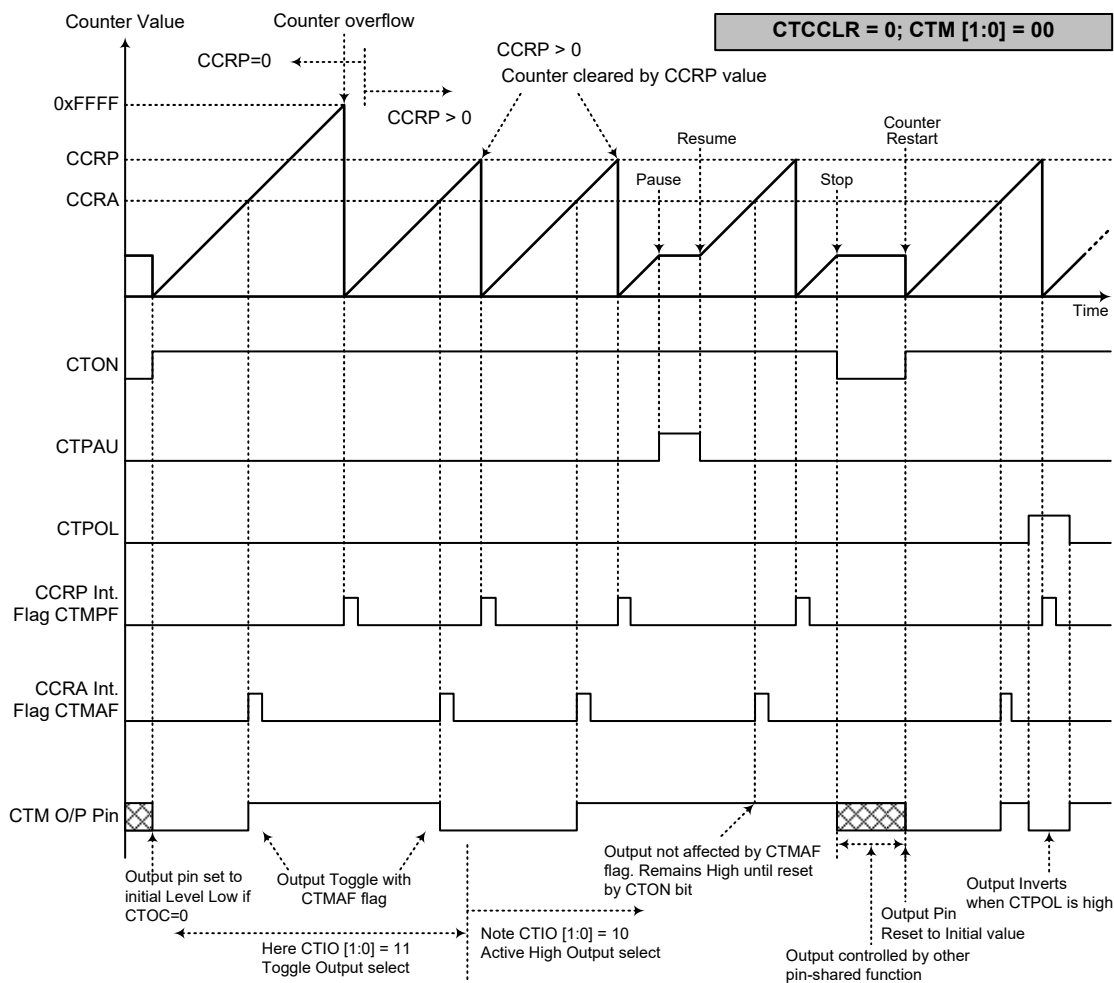 Counter Value
Counter overflow
CTCCLR = 0; CTM [1:0] = 00
CCRP=0
CCRP > 0
CCRP > 0
Counter cleared by CCRP value
0xFFFF
CCRP
CCRA
Pause
Resume
Stop
Counter
Restart
Time
CTON
CTPAU
CTPOL
CCRP Int.
Flag CTMPF
CCRA Int.
Flag CTMAF
CTM O/P Pin
Output pin set to
initial Level Low if
CTOC=0
Output Toggle with
CTMAF flag
Here CTIO [1:0] = 11
Toggle Output select
Note CTIO [1:0] = 10
Active High Output select
Output not affected by CTMAF
flag. Remains High until reset
by CTON bit
Output controlled by other
pin-shared function
Output Pin
Reset to Initial value
Output Inverts
when CTPOL is high